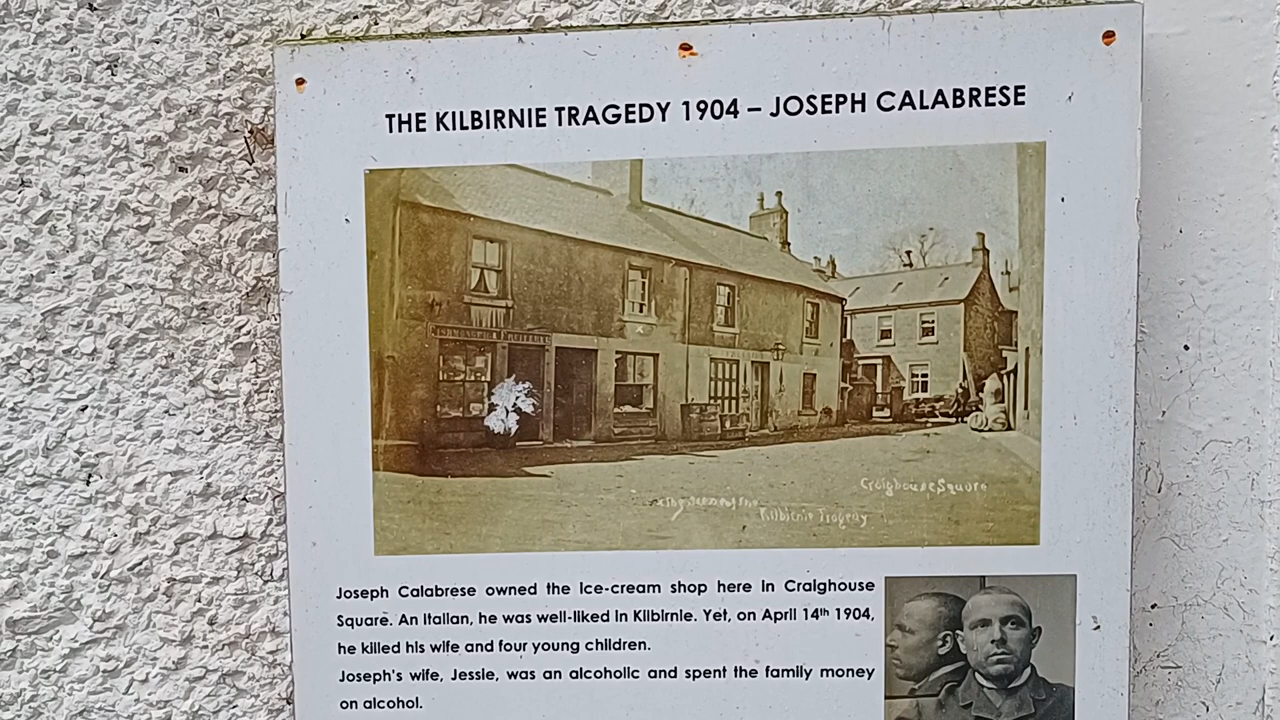 THE KILBIRNIE TRAGEDY 1904 – JOSEPH CALABRESE
FISHMONGER & FRUITERER
Craighouse Square
Kilbirnie Tragedy
Joseph Calabrese owned the ice-cream shop here in Craighouse
Square. An Italian, he was well-liked in Kilbirnie. Yet, on April 14th 1904,
he killed his wife and four young children.
Joseph's wife, Jessie, was an alcoholic and spent the family money
on alcohol.